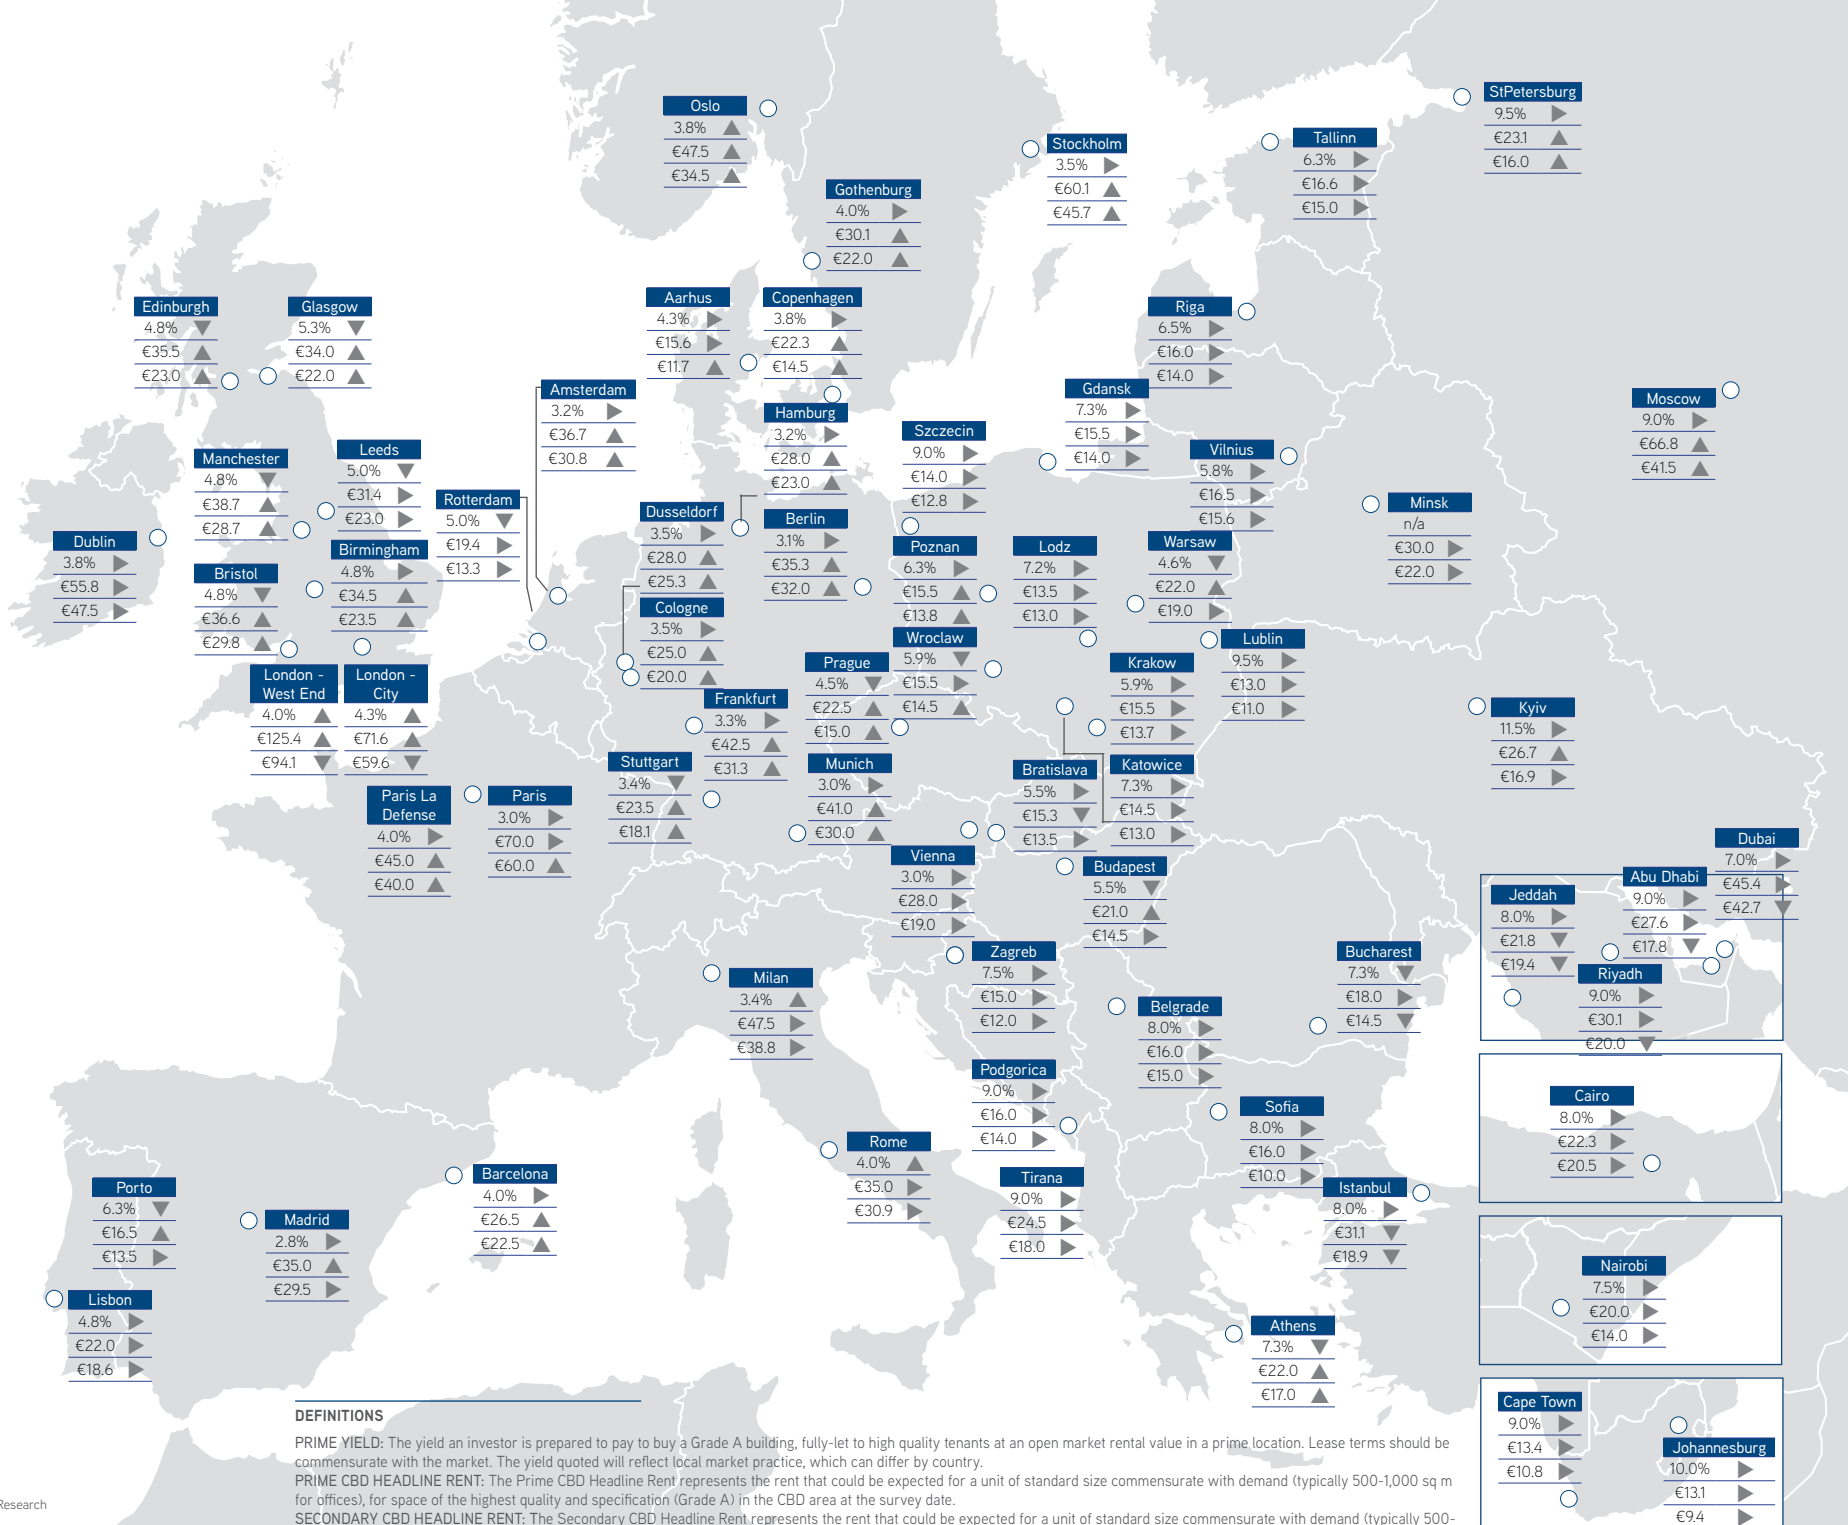 Oslo
3.8%
€47.5
€34.5
StPetersburg
9.5%
€23.1
€16.0
Stockholm
3.5%
€60.1
€45.7
Tallinn
6.3%
€16.6
€15.0
Gothenburg
4.0%
€30.1
€22.0
Edinburgh
4.8%
€35.5
€23.0
Glasgow
5.3%
€34.0
€22.0
Aarhus
4.3%
€15.6
€11.7
Copenhagen
3.8%
€22.3
€14.5
Riga
6.5%
€16.0
€14.0
Amsterdam
3.2%
€36.7
€30.8
Hamburg
3.2%
€28.0
€23.0
Gdansk
7.3%
€15.5
€14.0
Moscow
9.0%
€66.8
€41.5
Szczecin
9.0%
€14.0
€12.8
Vilnius
5.8%
€16.5
€15.6
Manchester
4.8%
€38.7
€28.7
Leeds
5.0%
€31.4
€23.0
Rotterdam
5.0%
€19.4
€13.3
Dusseldorf
3.5%
€28.0
€25.3
Berlin
3.1%
€35.3
€32.0
Minsk
n/a
€30.0
€22.0
Dublin
3.8%
€55.8
€47.5
Bristol
4.8%
€36.6
€29.8
Birmingham
4.8%
€34.5
€23.5
Poznan
6.3%
€15.5
€13.8
Lodz
7.2%
€13.5
€13.0
Warsaw
4.6%
€22.0
€19.0
Cologne
3.5%
€25.0
€20.0
Wroclaw
5.9%
€15.5
€14.5
Lublin
9.5%
€13.0
€11.0
London -
West End
4.0%
€125.4
€94.1
London -
City
4.3%
€71.6
€59.6
Prague
4.5%
€22.5
€15.0
Krakow
5.9%
€15.5
€13.7
Frankfurt
3.3%
€42.5
€31.3
Kyiv
11.5%
€26.7
€16.9
Stuttgart
3.4%
€23.5
€18.1
Munich
3.0%
€41.0
€30.0
Bratislava
5.5%
€15.3
€13.5
Katowice
7.3%
€14.5
€13.0
Paris La
Defense
4.0%
€45.0
€40.0
Paris
3.0%
€70.0
€60.0
Vienna
3.0%
€28.0
€19.0
Budapest
5.5%
€21.0
€14.5
Dubai
7.0%
€45.4
€42.7
Abu Dhabi
9.0%
€27.6
€17.8
Jeddah
8.0%
€21.8
€19.4
Riyadh
9.0%
€30.1
€20.0
Zagreb
7.5%
€15.0
€12.0
Bucharest
7.3%
€18.0
€14.5
Milan
3.4%
€47.5
€38.8
Belgrade
8.0%
€16.0
€15.0
Podgorica
9.0%
€16.0
€14.0
Sofia
8.0%
€16.0
€10.0
Cairo
8.0%
€22.3
€20.5
Rome
4.0%
€35.0
€30.9
Tirana
9.0%
€24.5
€18.0
Istanbul
8.0%
€31.1
€18.9
Barcelona
4.0%
€26.5
€22.5
Porto
6.3%
€16.5
€13.5
Madrid
2.8%
€35.0
€29.5
Nairobi
7.5%
€20.0
€14.0
Lisbon
4.8%
€22.0
€18.6
Athens
7.3%
€22.0
€17.0
Cape Town
9.0%
€13.4
€10.8
Johannesburg
10.0%
€13.1
€9.4
DEFINITIONS
PRIME YIELD: The yield an investor is prepared to pay to buy a Grade A building, fully-let to high quality tenants at an open market rental value in a prime location. Lease terms should be
commensurate with the market. The yield quoted will reflect local market practice, which can differ by country.
PRIME CBD HEADLINE RENT: The Prime CBD Headline Rent represents the rent that could be expected for a unit of standard size commensurate with demand (typically 500-1,000 sq m
for offices), for space of the highest quality and specification (Grade A) in the CBD area at the survey date.
SECONDARY CBD HEADLINE RENT: The Secondary CBD Headline Rent represents the rent that could be expected for a unit of standard size commensurate with demand (typically 500-
Research